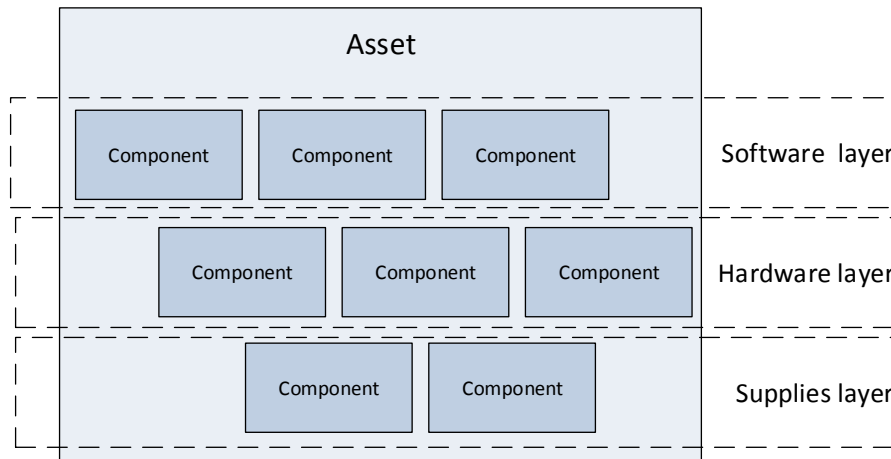 Asset
Component Component Component
Software layer
Component Component Component
Hardware layer
Component Component
Supplies layer